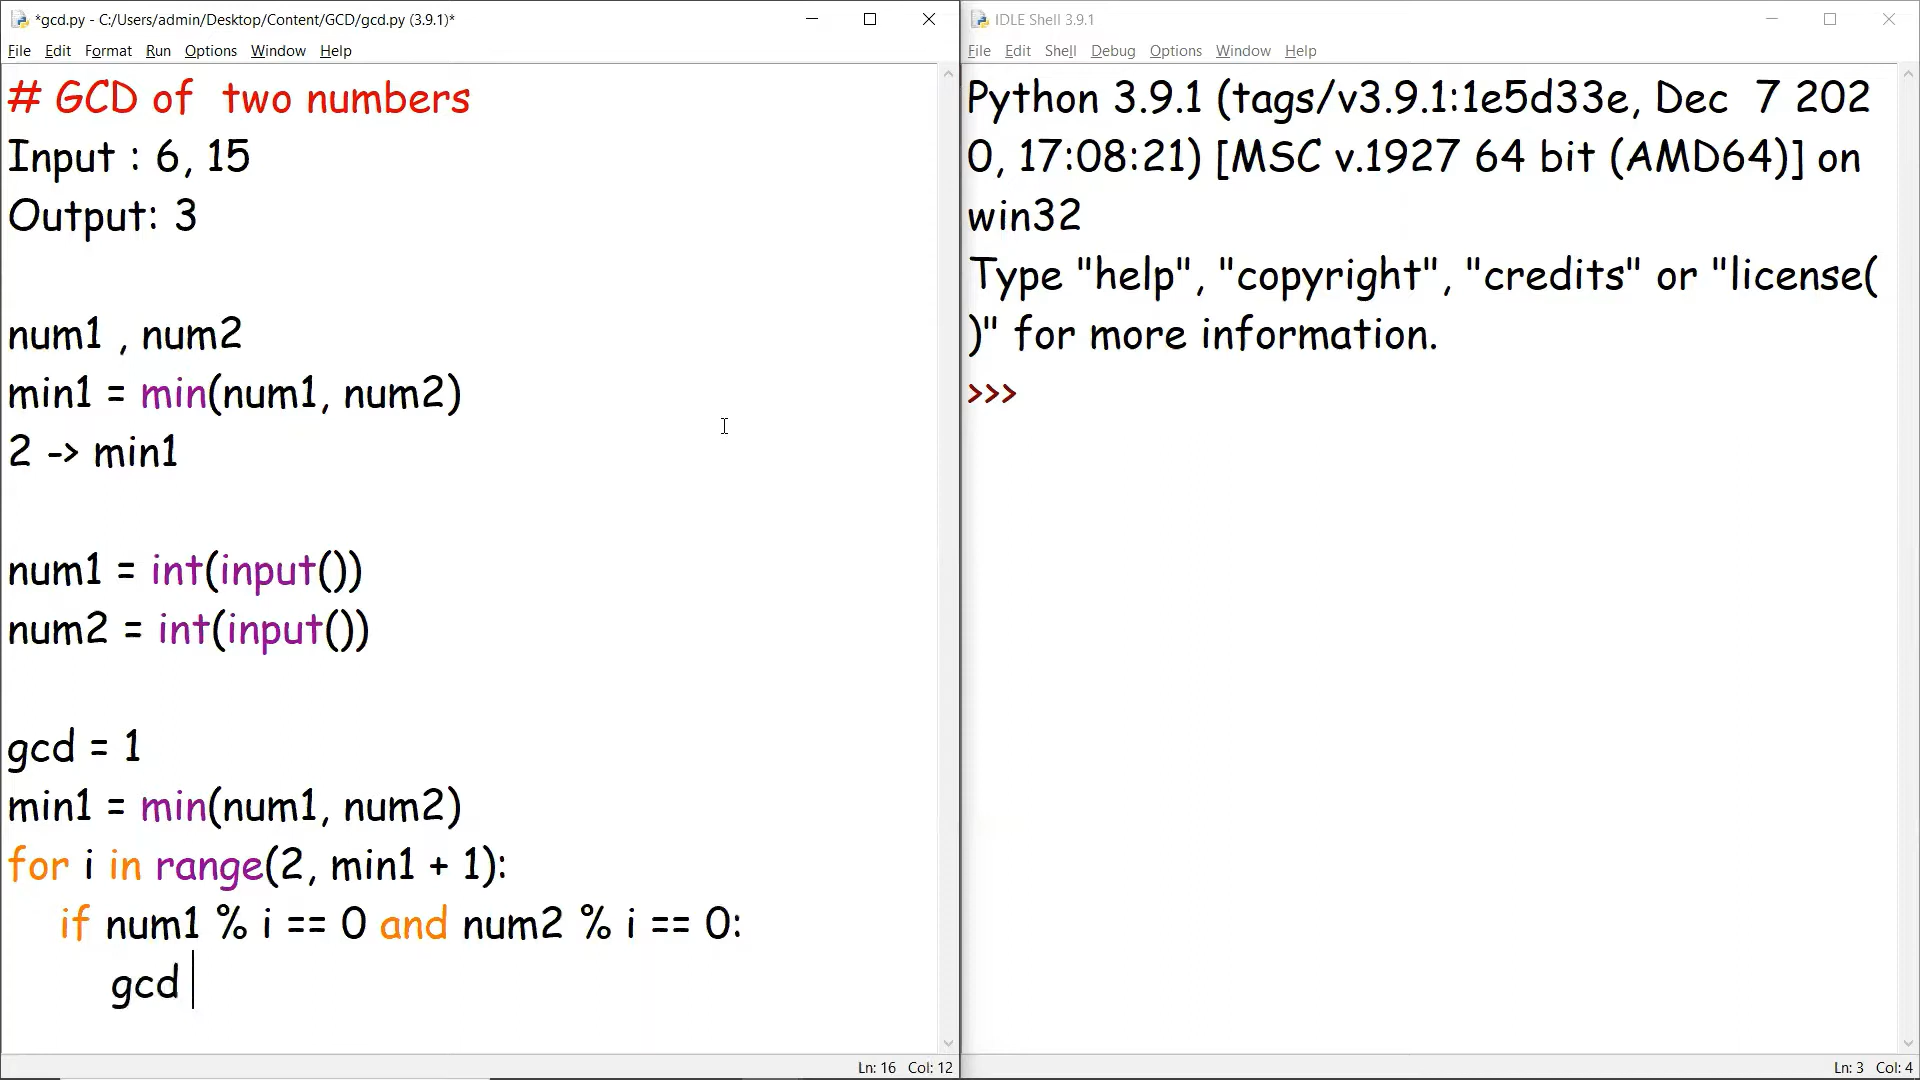 *gcd.py - C:/Users/admin/Desktop/Content/GCD/gcd.py (3.9.1)*
File Edit Format Run Options Window Help
# GCD of  two numbers
Input : 6, 15
Output: 3
num1 , num2
min1 = min(num1, num2)
2 -> min1
num1 = int(input())
num2 = int(input())
gcd = 1
min1 = min(num1, num2)
for i in range(2, min1 + 1):
    if num1 % i == 0 and num2 % i == 0:
        gcd
Ln: 16 Col: 12
IDLE Shell 3.9.1
File Edit Shell Debug Options Window Help
Python 3.9.1 (tags/v3.9.1:1e5d33e, Dec  7 202
0, 17:08:21) [MSC v.1927 64 bit (AMD64)] on
win32
Type "help", "copyright", "credits" or "license(
)" for more information.
>>>
Ln: 3 Col: 4